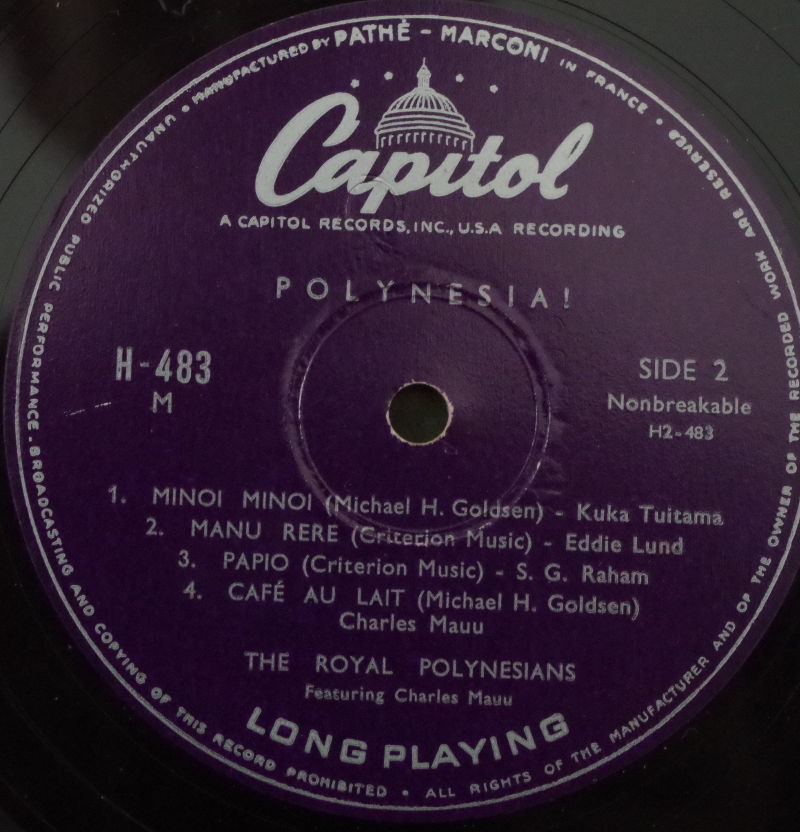 MANUFACTURED BY PATHÉ - MARCONI IN FRANCE • ALL RIGHTS OF THE MANUFACTURER AND OF THE OWNER OF THE RECORDED WORK ARE RESERVED
UNAUTHORIZED PUBLIC PERFORMANCE - BROADCASTING AND COPYING OF THIS RECORD PROHIBITED •
Capitol
A CAPITOL RECORDS, INC., U.S.A RECORDING
POLYNESIA!
H-483
M
SIDE 2
Nonbreakable
H2-483
1. MINOI MINOI (Michael H. Goldsen) - Kuka Tuitama
2. MANU RERE (Criterion Music) - Eddie Lund
3. PAPIO (Criterion Music) - S. G. Raham
4. CAFÉ AU LAIT (Michael H. Goldsen)
Charles Mauu
THE ROYAL POLYNESIANS
Featuring Charles Mauu
LONG PLAYING